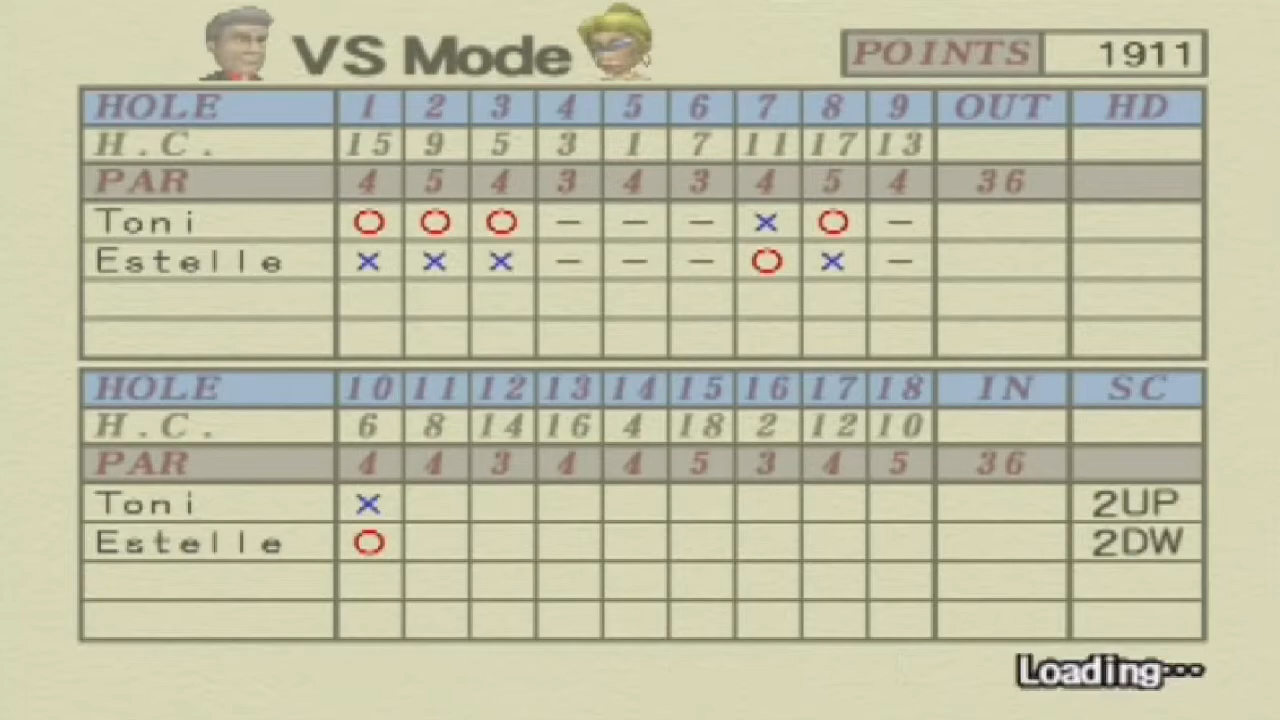 VS Mode POINTS 1911
HOLE 1 2 3 4 5 6 7 8 9 OUT HD
H.C. 15 9 5 3 1 7 11 17 13
PAR 4 5 4 3 4 3 4 5 4 36
Toni ○ ○ ○ − − − × ○ −
Estelle × × × − − − ○ × −
HOLE 10 11 12 13 14 15 16 17 18 IN SC
H.C. 6 8 14 16 4 18 2 12 10
PAR 4 4 3 4 4 5 3 4 5 36
Toni × 2UP
Estelle ○ 2DW
Loading···